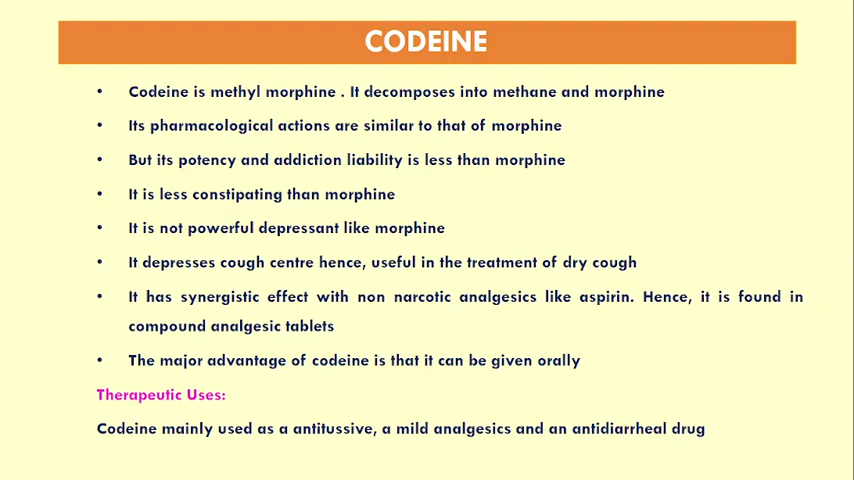 CODEINE
• Codeine is methyl morphine . It decomposes into methane and morphine
• Its pharmacological actions are similar to that of morphine
• But its potency and addiction liability is less than morphine
• It is less constipating than morphine
• It is not powerful depressant like morphine
• It depresses cough centre hence, useful in the treatment of dry cough
• It has synergistic effect with non narcotic analgesics like aspirin. Hence, it is found in
compound analgesic tablets
• The major advantage of codeine is that it can be given orally
Therapeutic Uses:
Codeine mainly used as a antitussive, a mild analgesics and an antidiarrheal drug